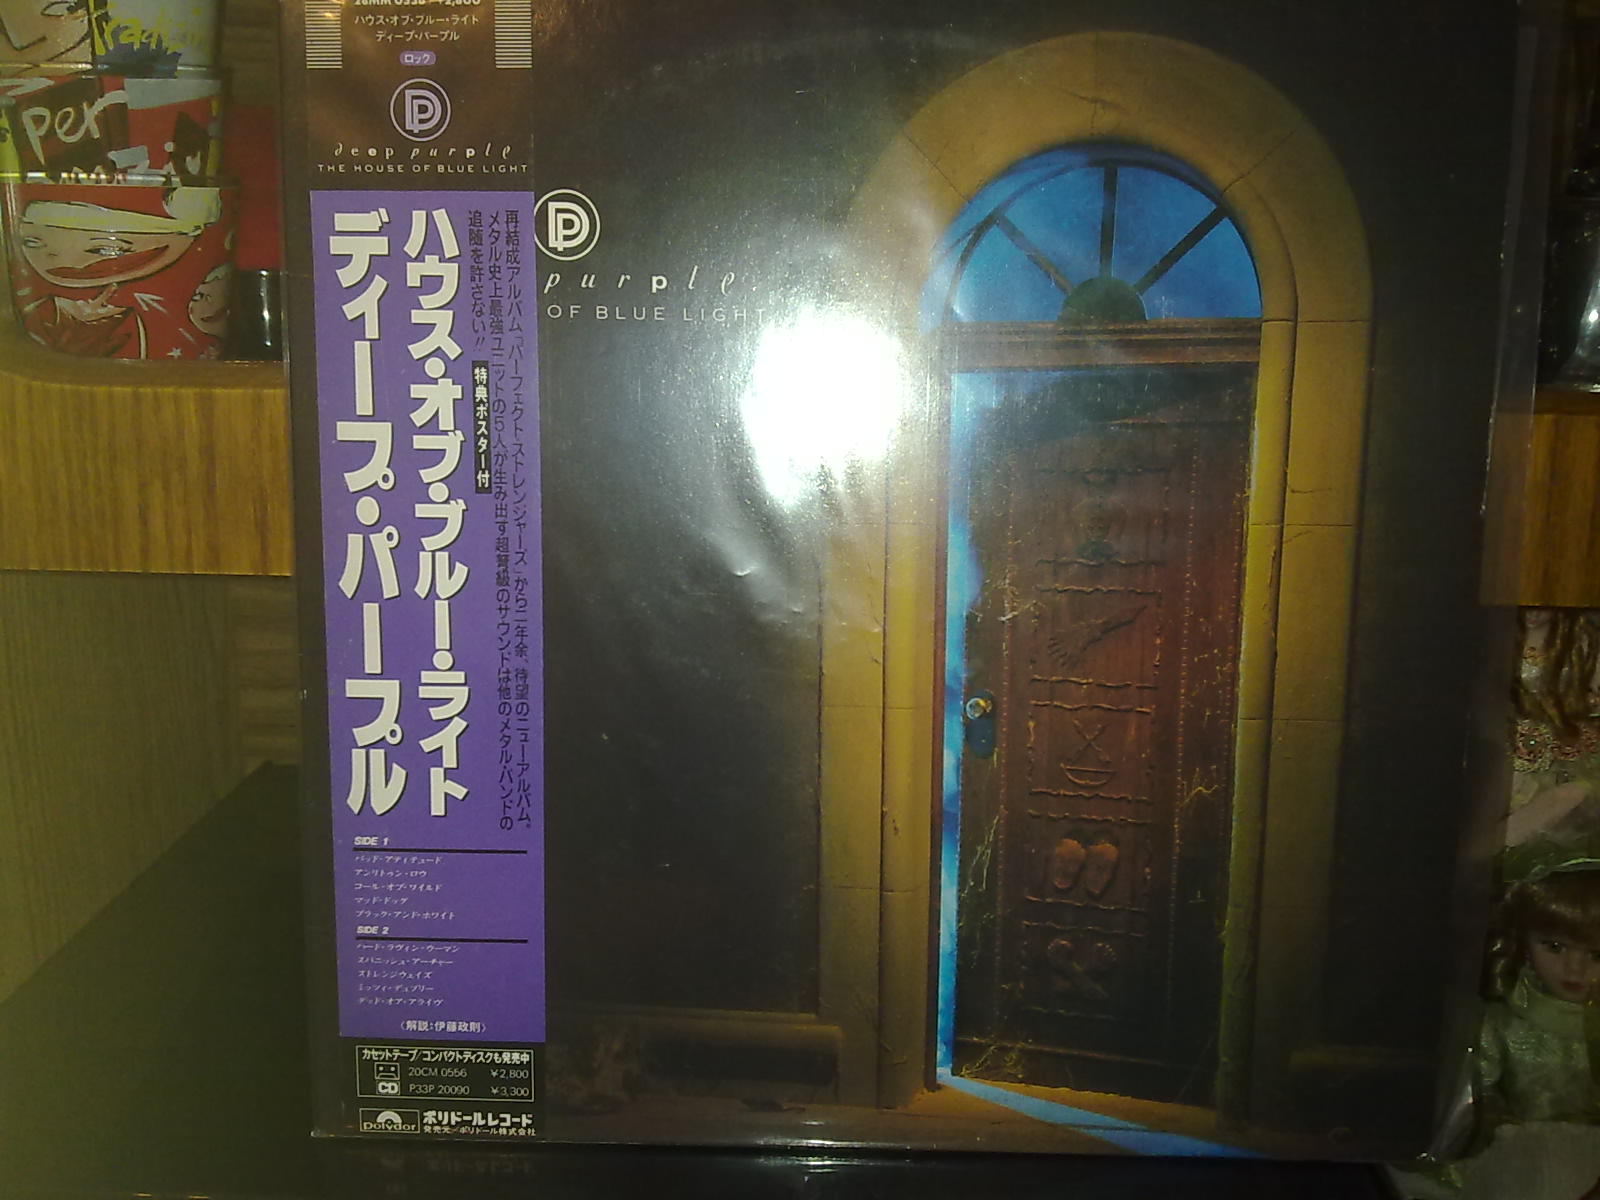 28MM 0558 ¥2,800
ハウス・オブ・ブルー・ライト
ディープ・パープル
ロック
deep purple
THE HOUSE OF BLUE LIGHT
再結成アルバム「パーフェクト・ストレンジャーズ」から二年余、待望のニューアルバム。
メタル史上最強ユニットの5人が生み出す超弩級のサウンドは他のメタル・バンドの
追随を許さない!!
特典ポスター付
ハウス・オブ・ブルー・ライト
ディープ・パープル
SIDE 1
バッド・アティチュード
アンリトゥン・ロウ
コール・オブ・ワイルド
マッド・ドッグ
ブラック・アンド・ホワイト
SIDE 2
ハード・ラヴィン・ウーマン
スパニッシュ・アーチャー
ストレンジウェイズ
ミッツィ・デュプリー
デッド・オア・アライヴ
〈解説:伊藤政則〉
カセットテープ/コンパクトディスクも発売中
20CM 0556 ¥2,800
CD P33P 20090 ¥3,300
polydor ポリドールレコード
発売元/ポリドール株式会社
purple
OF BLUE LIGHT
per